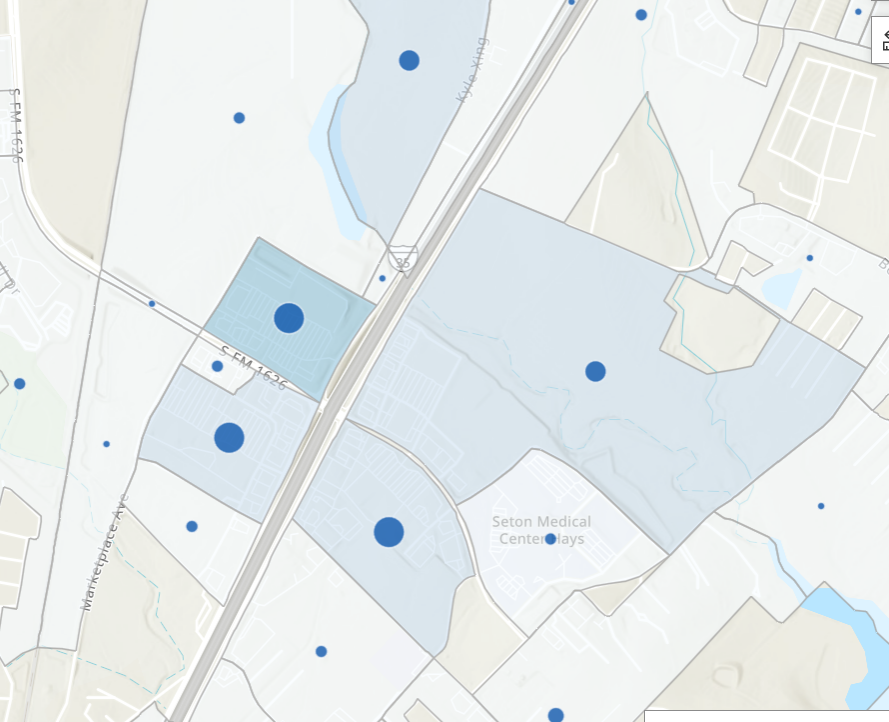 Kyle Xing
S FM 1626
35
S FM 1626
Seton Medical
Center Hays
Marketplace Ave